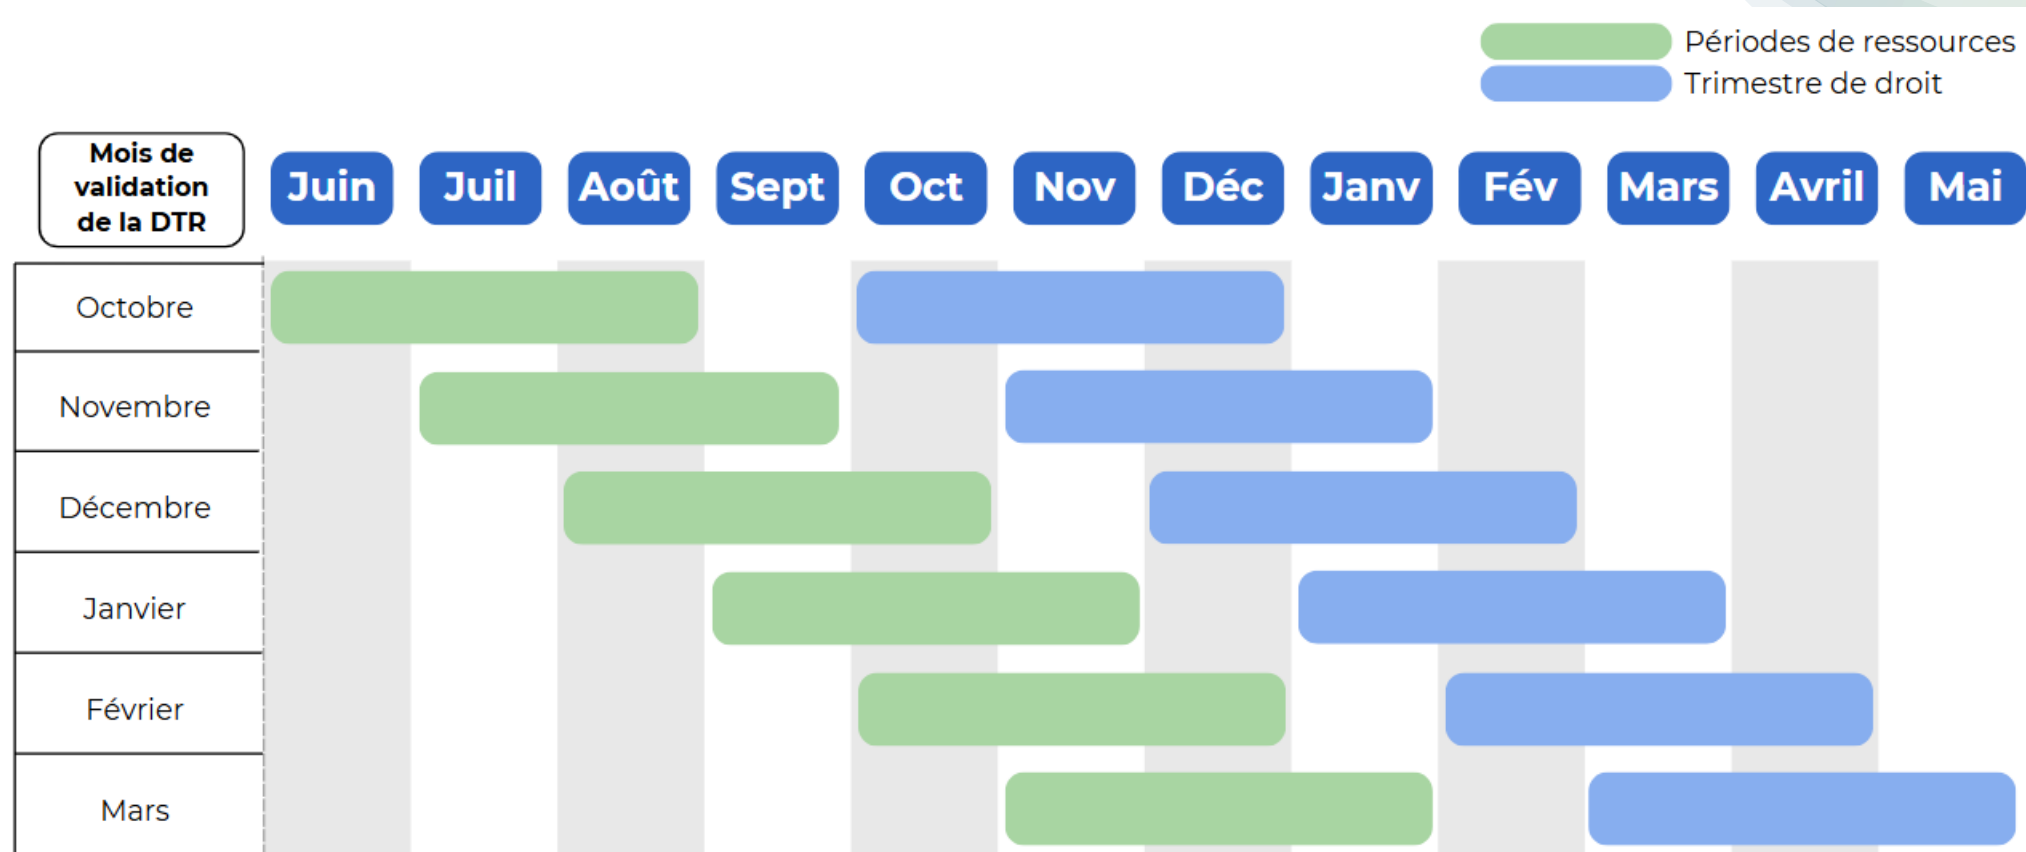 Périodes de ressources
Trimestre de droit
Mois de
validation
de la DTR
Juin Juil Août Sept Oct Nov Déc Janv Fév Mars Avril Mai
Octobre
Novembre
Décembre
Janvier
Février
Mars